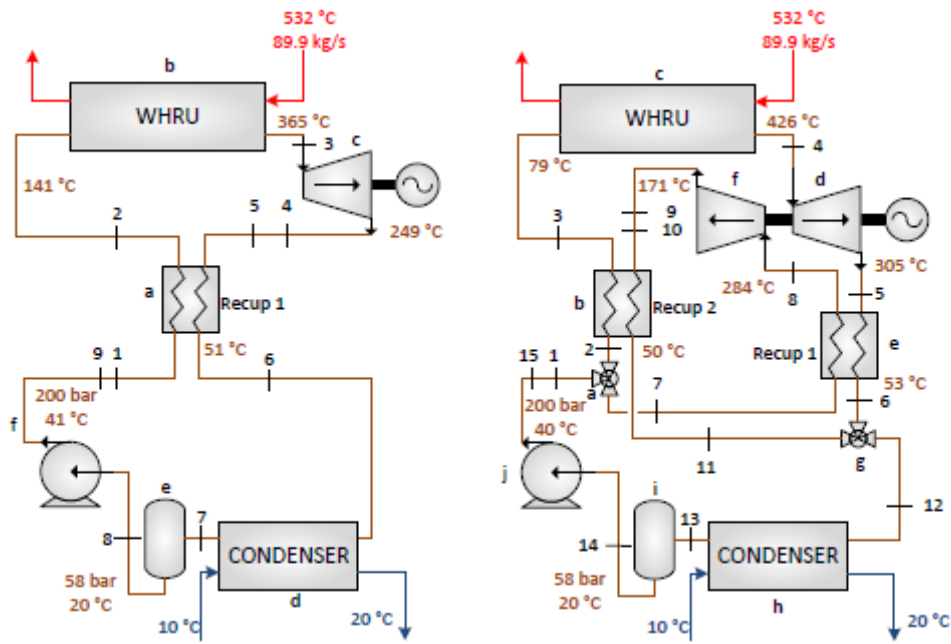 532 °C
89.9 kg/s
b
WHRU
365 °C
3
c
141 °C
2
5
4
249 °C
a
Recup 1
51 °C
9
1
6
200 bar
41 °C
f
e
7
8
CONDENSER
58 bar
20 °C
d
10 °C
20 °C
532 °C
89.9 kg/s
c
WHRU
426 °C
4
79 °C
171 °C
f
d
3
9
10
305 °C
284 °C
8
5
b
Recup 2
e
Recup 1
2
50 °C
15
1
a
7
53 °C
6
200 bar
40 °C
g
11
j
i
12
13
14
CONDENSER
58 bar
20 °C
h
10 °C
20 °C